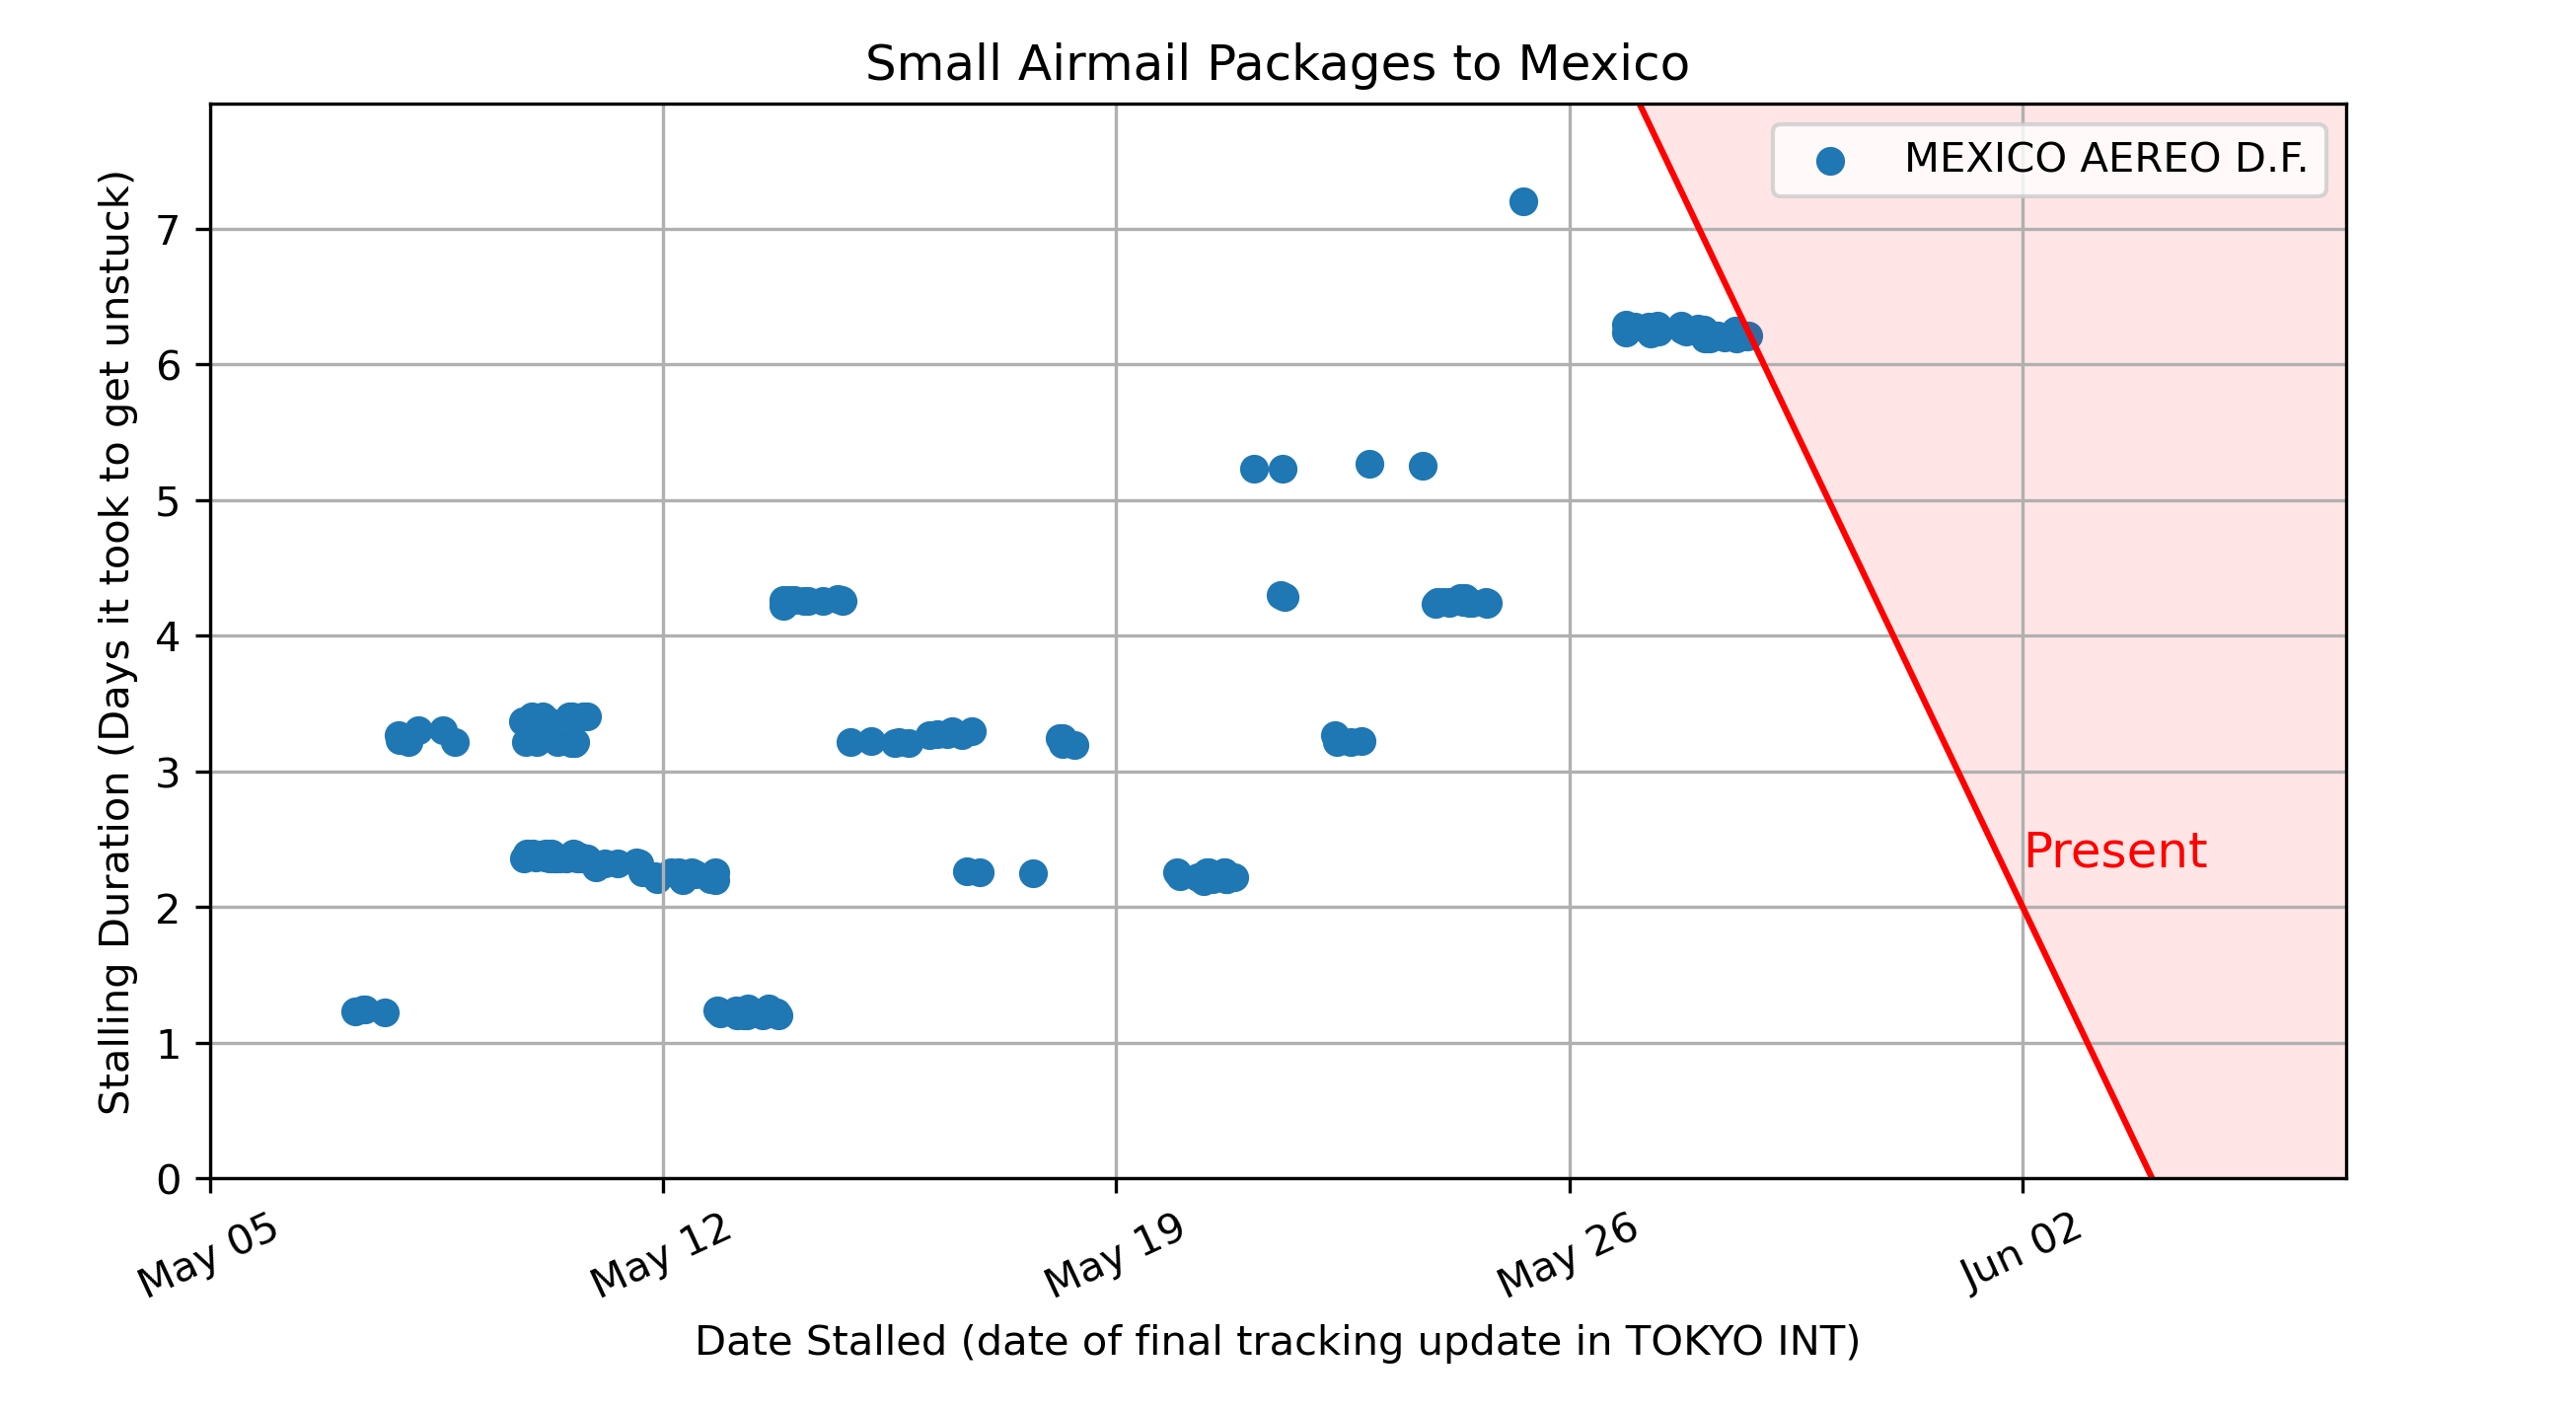 Small Airmail Packages to Mexico
MEXICO AEREO D.F.
Stalling Duration (Days it took to get unstuck)
7
6
5
4
3
2
1
0
Present
May 05
May 12
May 19
May 26
Jun 02
Date Stalled (date of final tracking update in TOKYO INT)